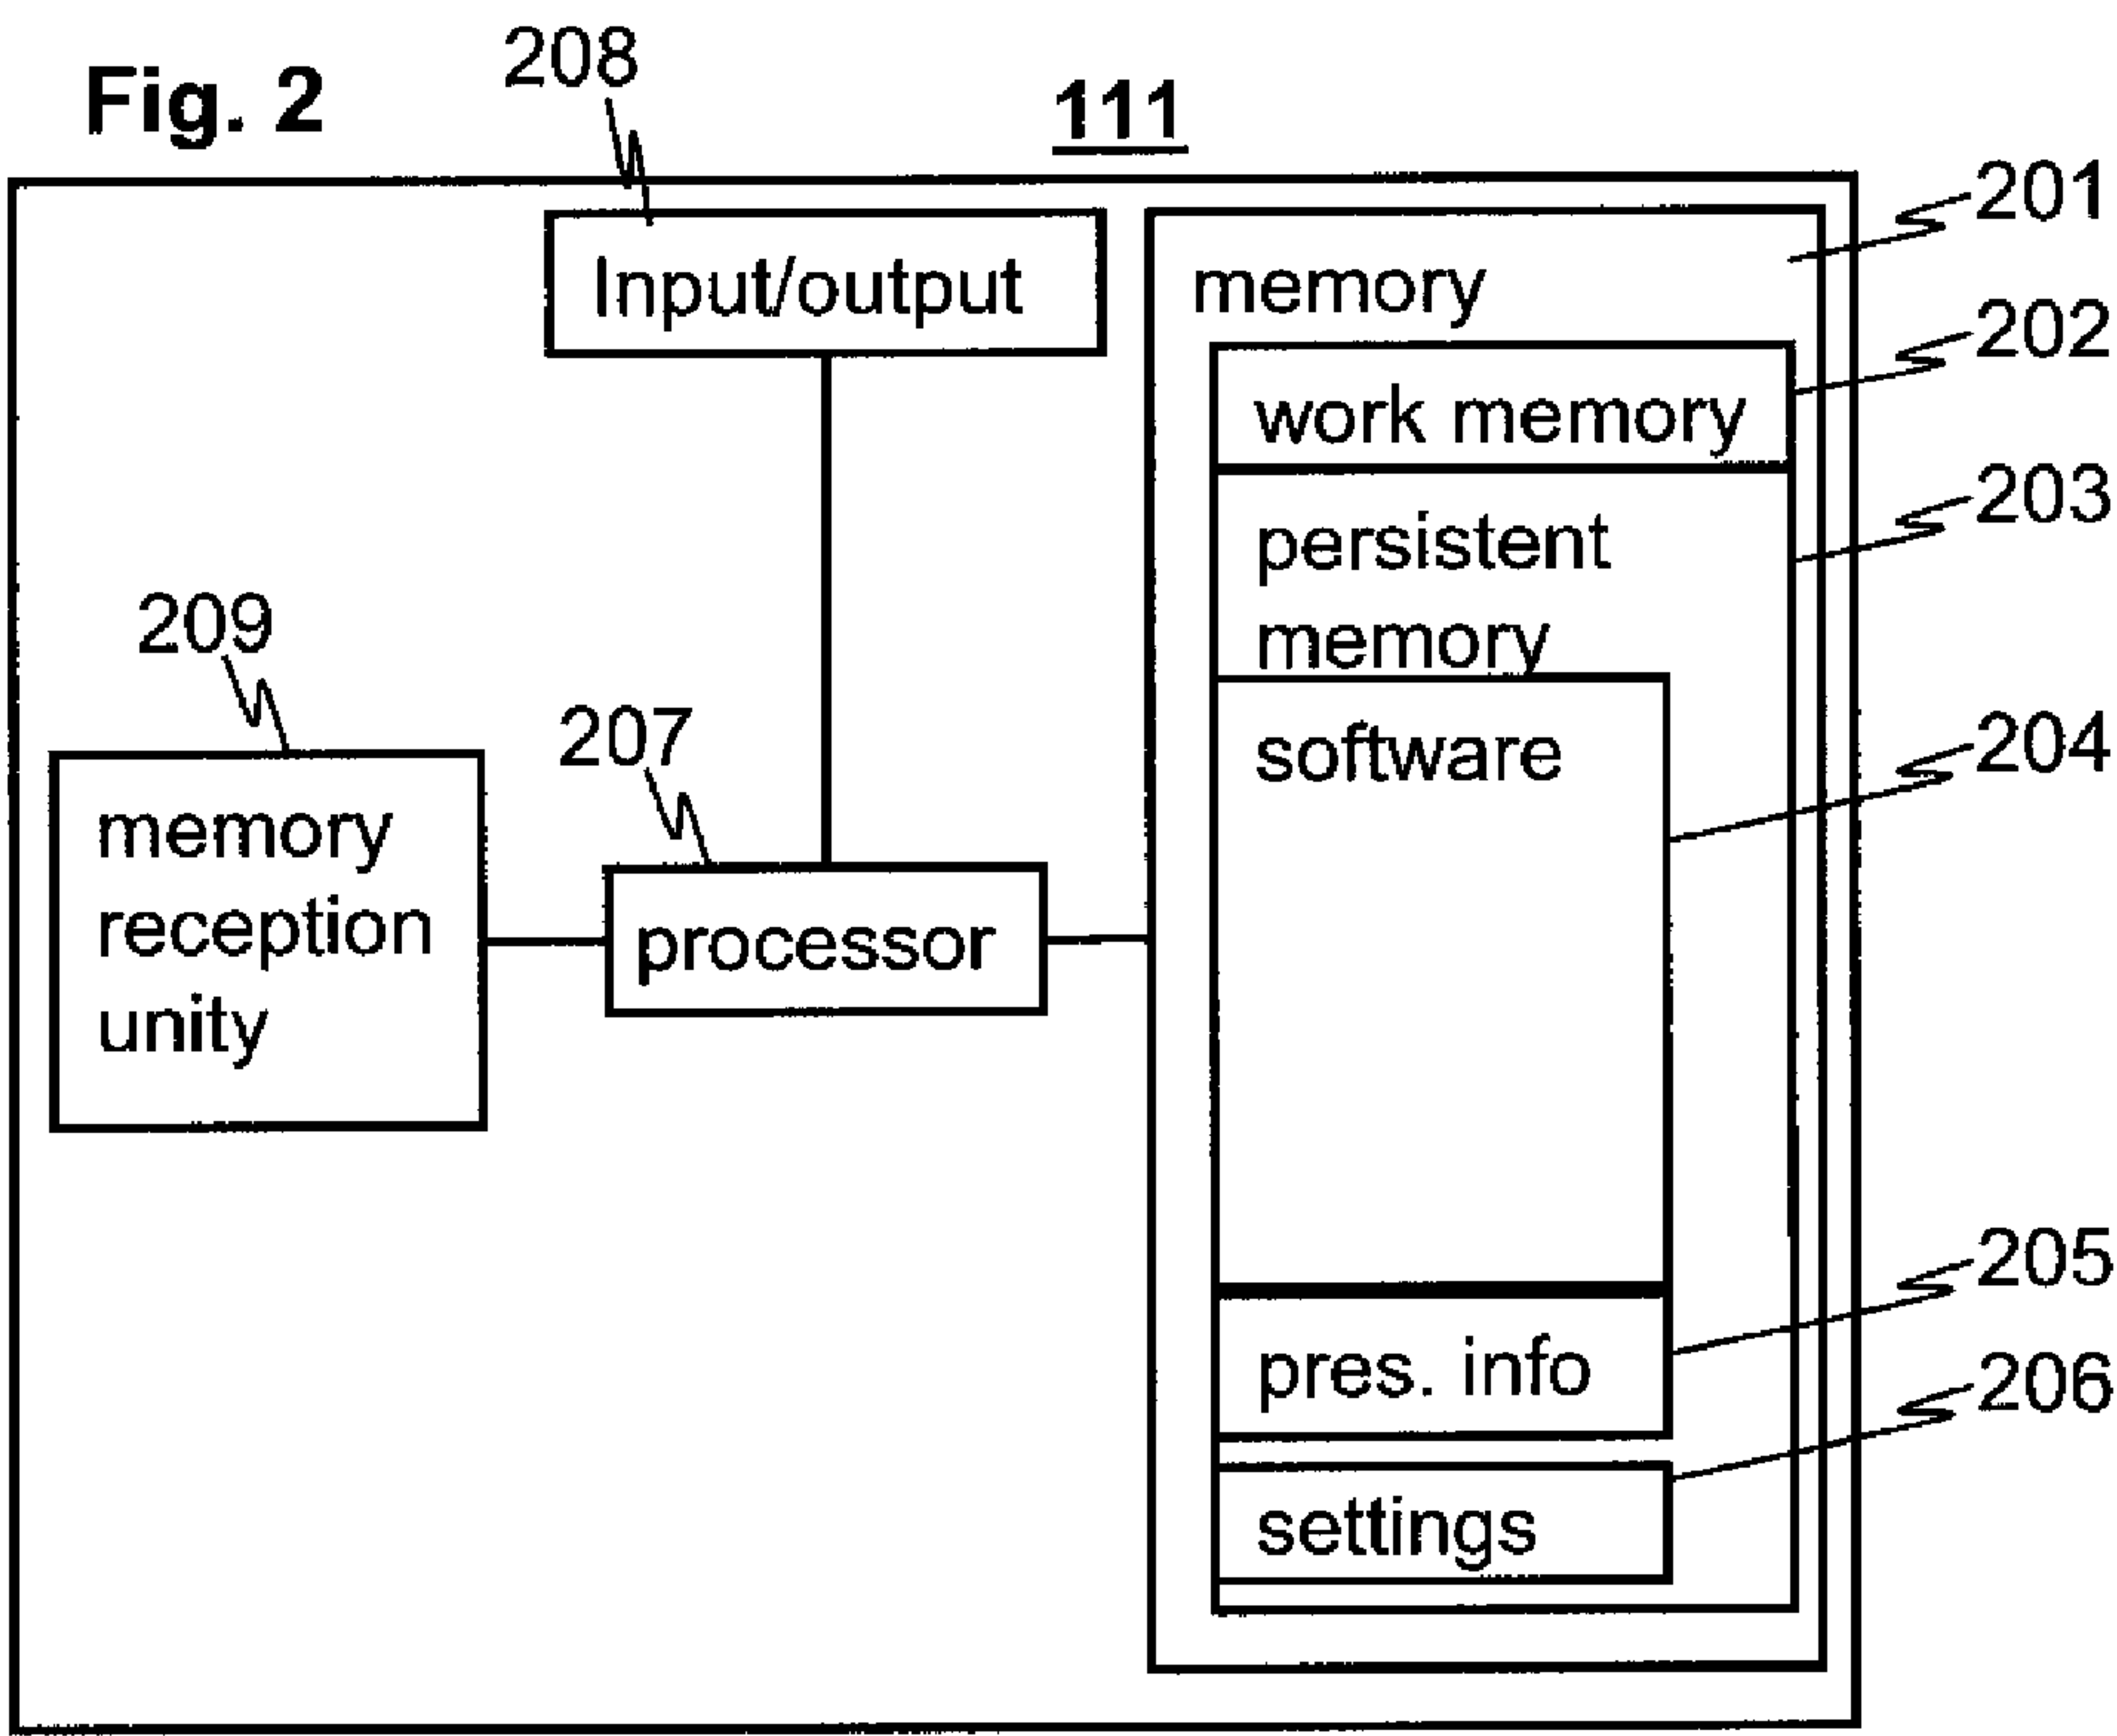 Fig. 2
208
111
201
Input/output
memory
202
work memory
203
persistent
memory
209
207
software
204
memory
reception
unity
processor
205
pres. info
206
settings